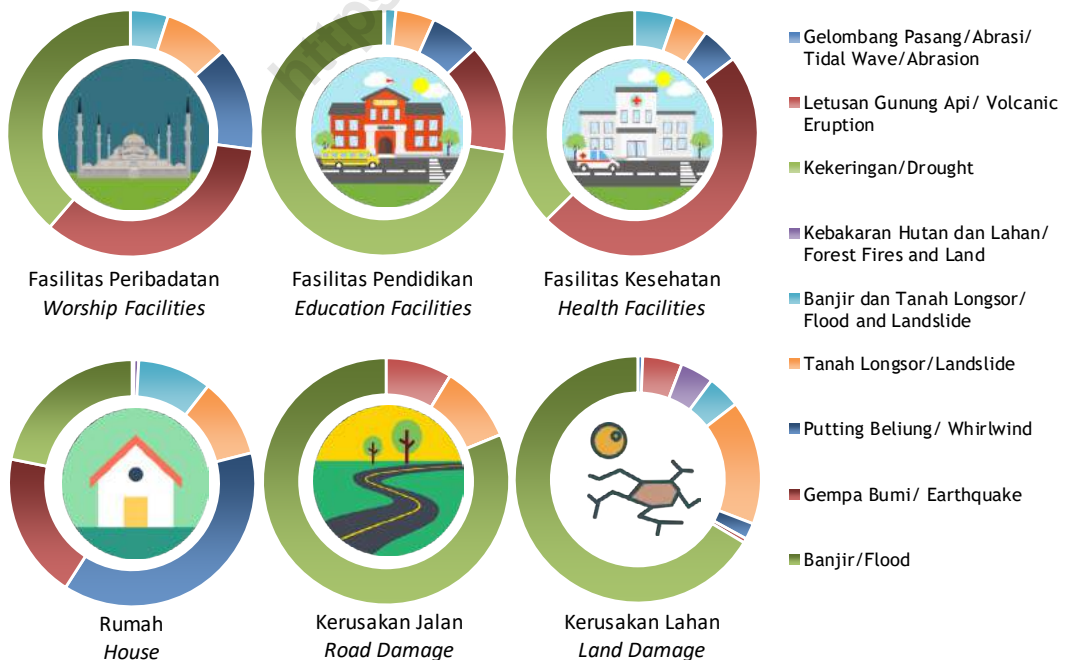 https
Fasilitas Peribadatan
Worship Facilities
Fasilitas Pendidikan
Education Facilities
Fasilitas Kesehatan
Health Facilities
Rumah
House
Kerusakan Jalan
Road Damage
Kerusakan Lahan
Land Damage
Gelombang Pasang/Abrasi/
Tidal Wave/Abrasion
Letusan Gunung Api/ Volcanic
Eruption
Kekeringan/Drought
Kebakaran Hutan dan Lahan/
Forest Fires and Land
Banjir dan Tanah Longsor/
Flood and Landslide
Tanah Longsor/Landslide
Putting Beliung/ Whirlwind
Gempa Bumi/ Earthquake
Banjir/Flood